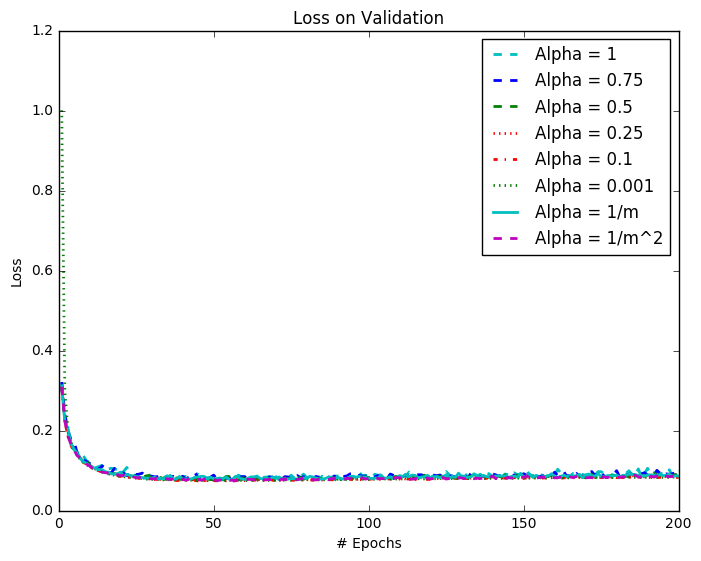 Loss on Validation
1.2
1.0
0.8
0.6
0.4
0.2
0.0
Loss
Alpha = 1
Alpha = 0.75
Alpha = 0.5
Alpha = 0.25
Alpha = 0.1
Alpha = 0.001
Alpha = 1/m
Alpha = 1/m^2
0 50 100 150 200
# Epochs